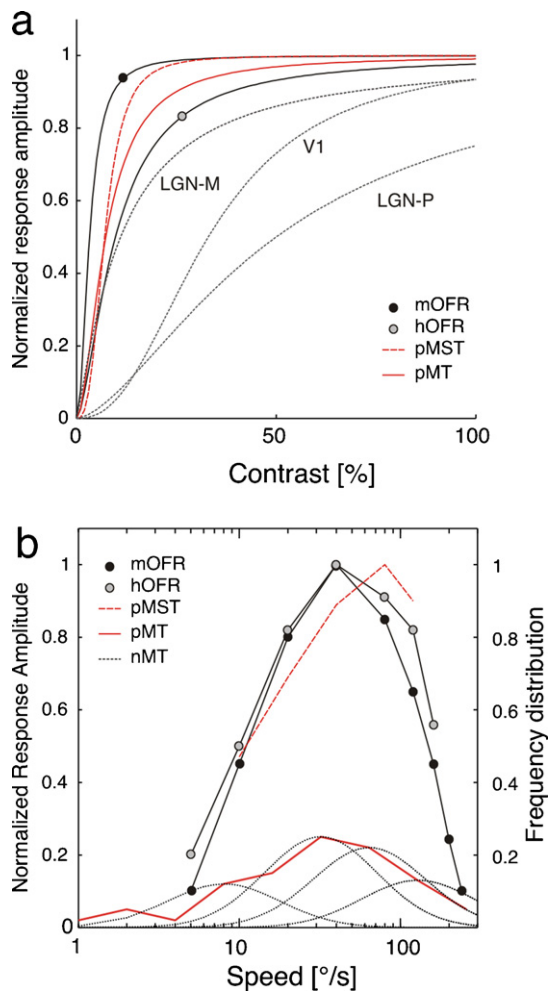 a
Normalized response amplitude
1
0.8
0.6
0.4
0.2
0
LGN-M
V1
LGN-P
mOFR
hOFR
pMST
pMT
0
50
100
Contrast [%]
b
Normalized Response Amplitude
1
0.8
0.6
0.4
0.2
0
mOFR
hOFR
pMST
pMT
nMT
1
0.8
0.6
0.4
0.2
Frequency distribution
1
10
100
Speed [°/s]